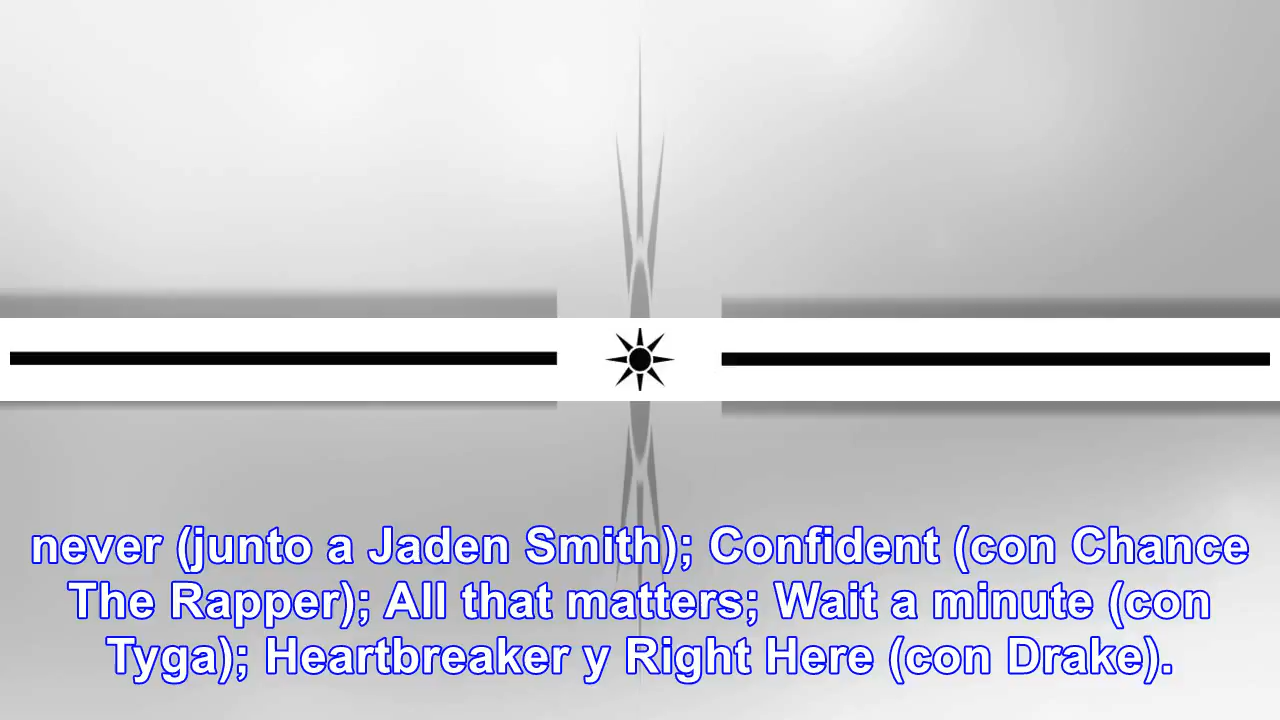 never (junto a Jaden Smith); Confident (con Chance
The Rapper); All that matters; Wait a minute (con
Tyga); Heartbreaker y Right Here (con Drake).